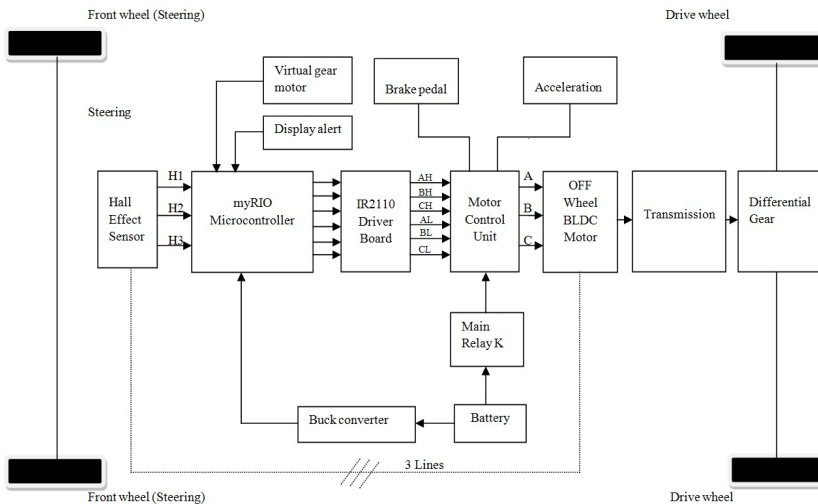 Front wheel (Steering)
Drive wheel
Virtual gear
motor
Brake pedal
Acceleration
Steering
Display alert
Hall
Effect
Sensor
H1
H2
H3
myRIO
Microcontroller
IR2110
Driver
Board
AH
BH
CH
AL
BL
CL
Motor
Control
Unit
A
B
C
OFF
Wheel
BLDC
Motor
Transmission
Differential
Gear
Main
Relay K
Buck converter
Battery
3 Lines
Front wheel (Steering)
Drive wheel